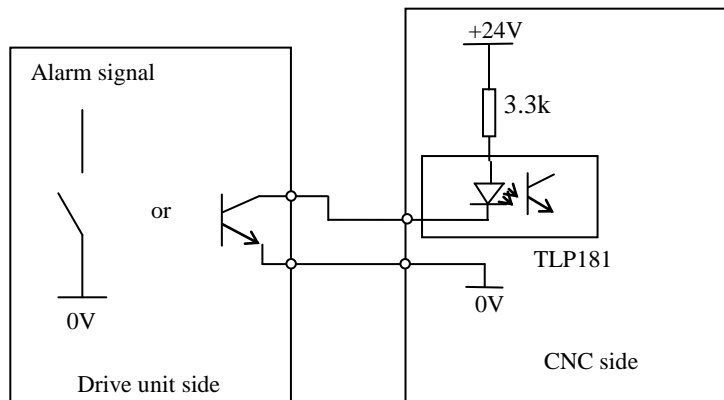 +24V
Alarm signal
3.3k
or
TLP181
0V
0V
CNC side
Drive unit side